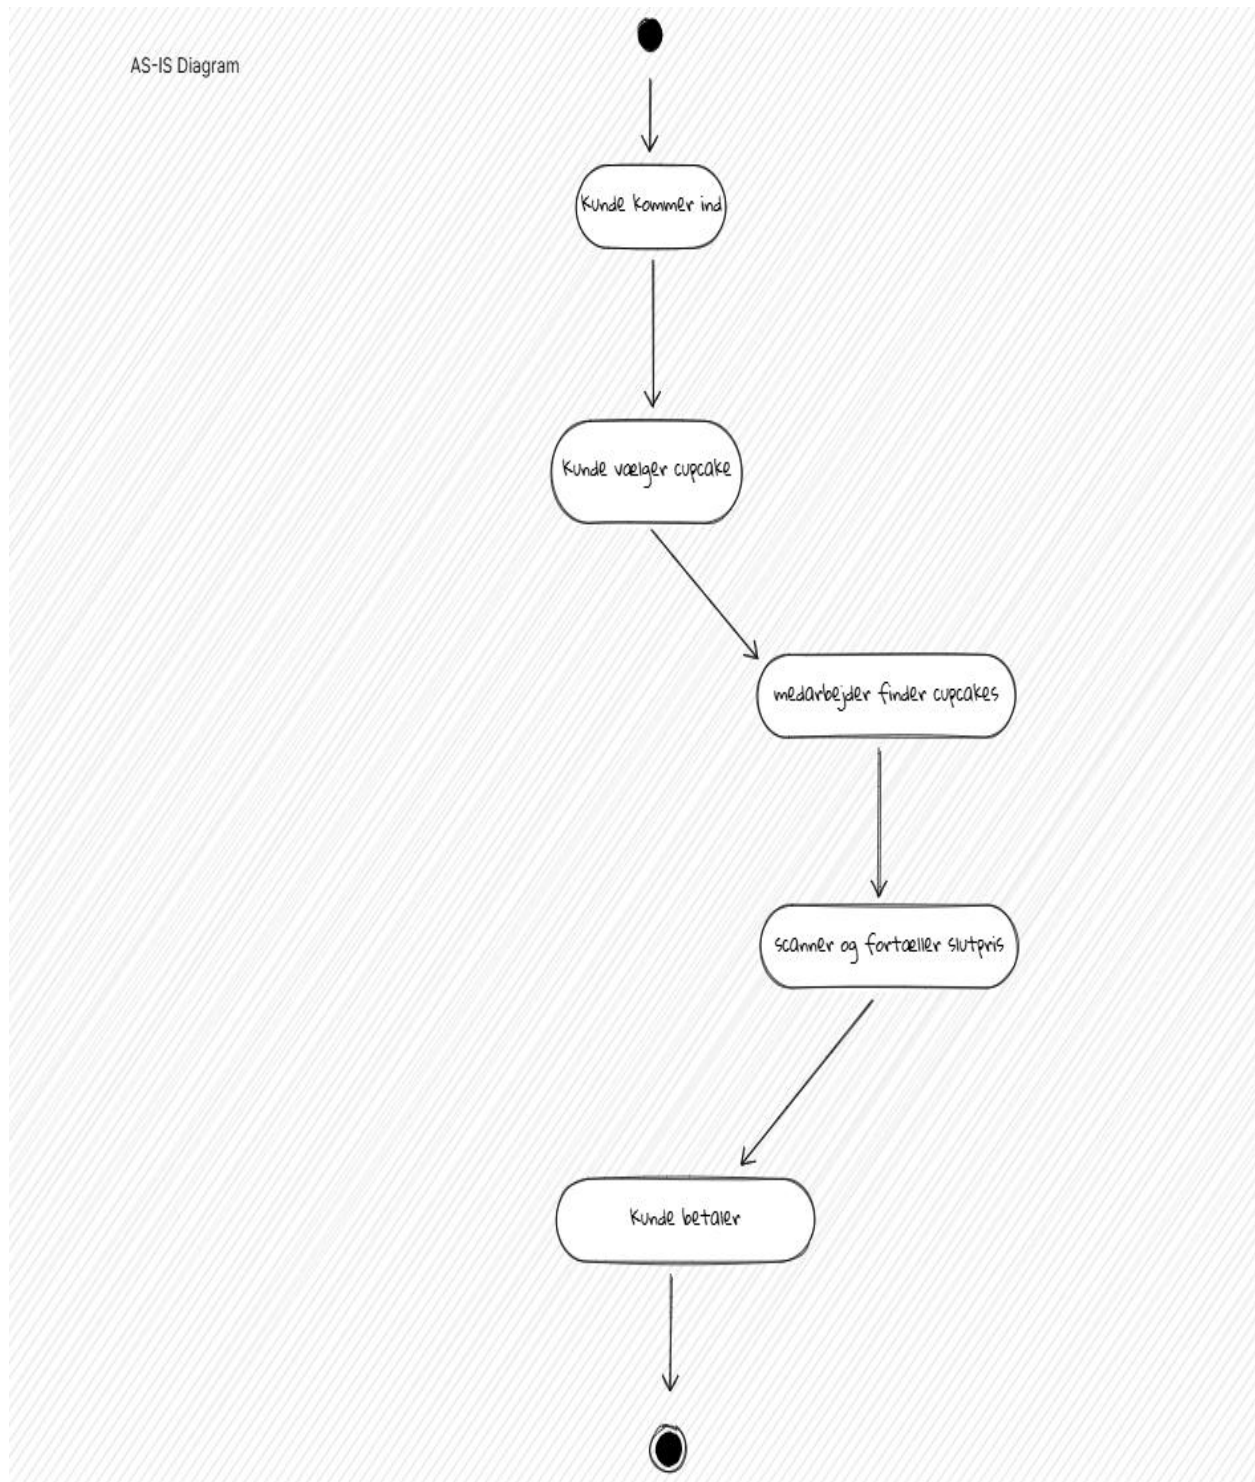 AS-IS Diagram
Kunde kommer ind
Kunde vælger cupcake
medarbejder finder cupcakes
scanner og fortæller slutpris
Kunde betaler